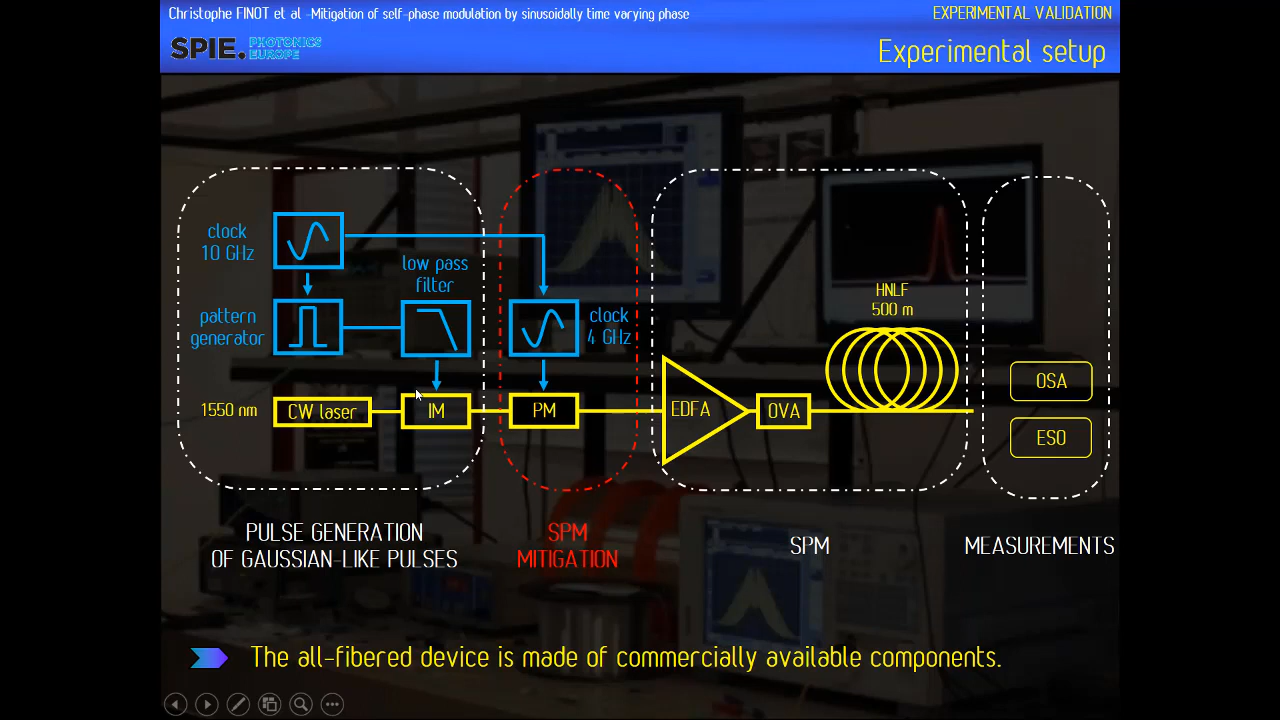 Christophe FINOT et al -Mitigation of self-phase modulation by sinusoidally time varying phase
EXPERIMENTAL VALIDATION
SPIE. PHOTONICS
EUROPE
Experimental setup
clock
10 GHz
low pass
filter
pattern
generator
clock
4 GHz
HNLF
500 m
1550 nm
CW laser
IM
PM
EDFA
OVA
OSA
ESO
PULSE GENERATION
OF GAUSSIAN-LIKE PULSES
SPM
MITIGATION
SPM
MEASUREMENTS
The all-fibered device is made of commercially available components.